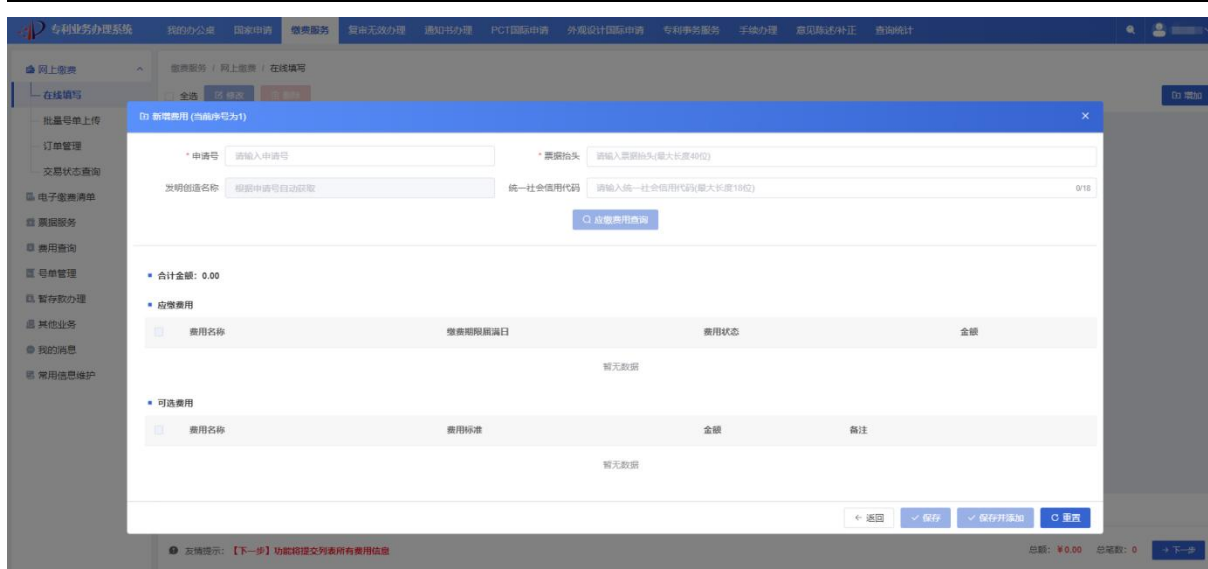 专利业务办理系统 我的办公桌 国家申请 缴费服务 复审无效办理 通知书办理 PCT国际申请 外观设计国际申请 专利事务服务 手续办理 意见陈述/补正 查询统计
网上缴费 缴费服务 / 网上缴费 / 在线填写
在线填写 全选 修改 删除 增加
批量号单上传 新增费用 (当前序号为1)
订单管理 * 申请号 请输入申请号 * 票据抬头 请输入票据抬头(最大长度40位)
交易状态查询
电子缴费清单 发明创造名称 根据申请号自动获取 统一社会信用代码 请输入统一社会信用代码(最大长度18位) 0/18
票据服务 应缴费用查询
费用查询
号单管理 合计金额: 0.00
暂存款办理 应缴费用
其他业务 费用名称 缴费期限届满日 费用状态 金额
我的消息
常用信息维护 暂无数据
可选费用
费用名称 费用标准 金额 备注
暂无数据
返回 保存 保存并添加 重置
友情提示: 【下一步】功能将提交列表所有费用信息 总额: ￥0.00 总笔数: 0 下一步